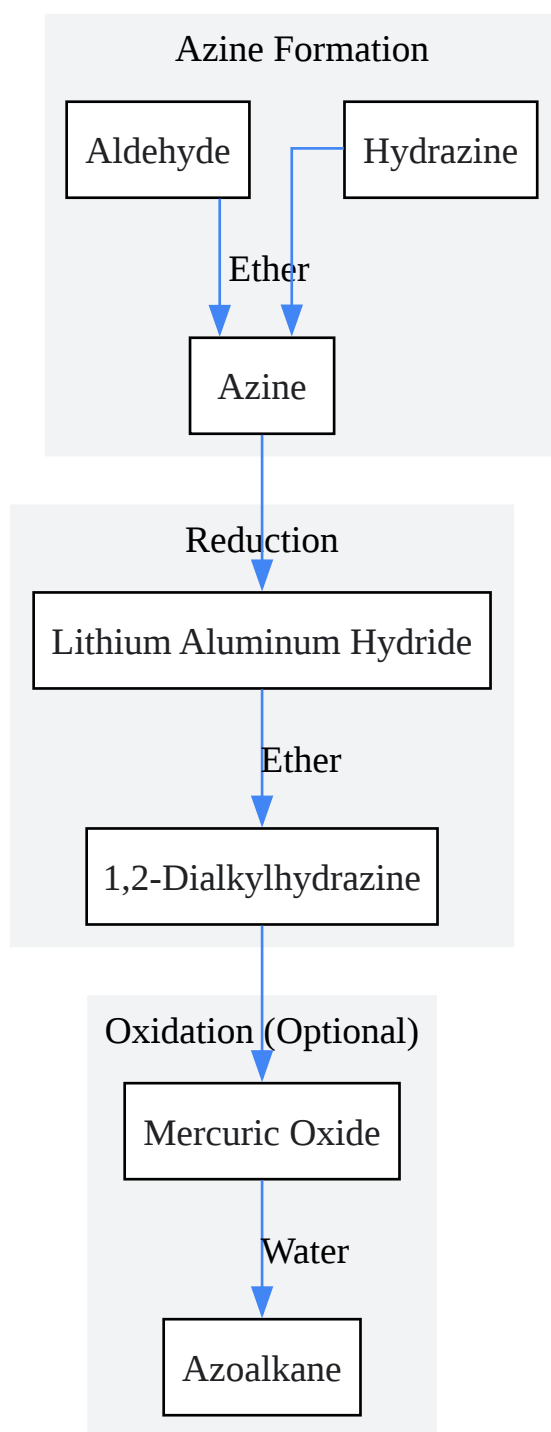 Azine Formation
Aldehyde
Hydrazine
Ether
Azine
Reduction
Lithium Aluminum Hydride
Ether
1,2-Dialkylhydrazine
Oxidation (Optional)
Mercuric Oxide
Water
Azoalkane